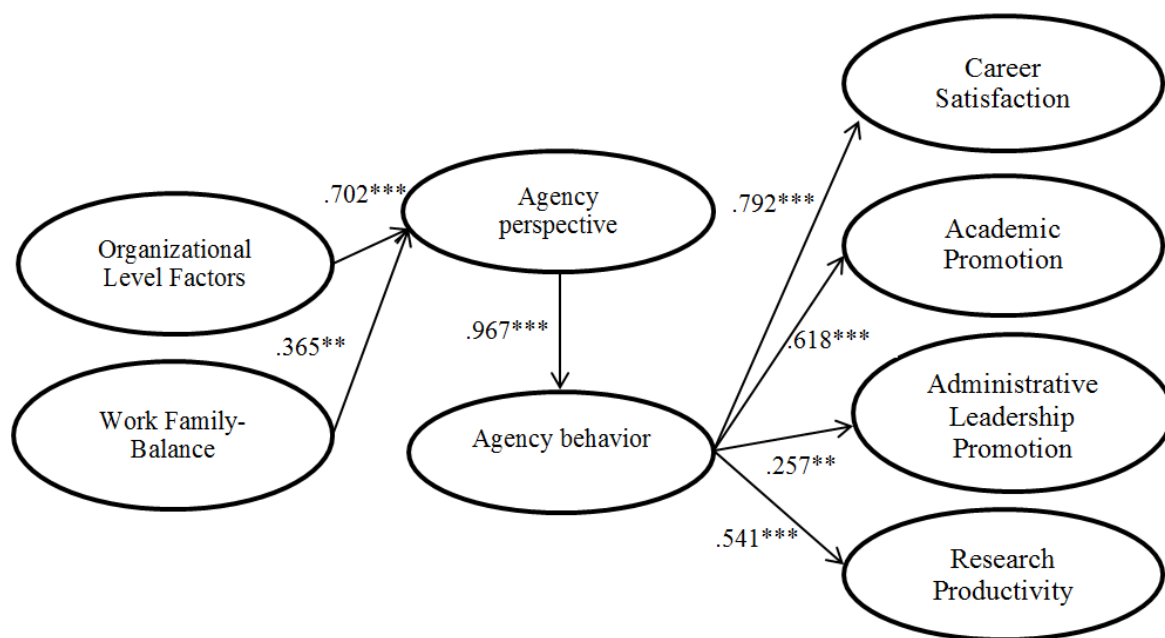 Career
Satisfaction
.702***
Agency
perspective
.792***
Academic
Promotion
Organizational
Level Factors
.967***
.618***
.365**
Administrative
Leadership
Promotion
Work Family-
Balance
Agency behavior
.257**
.541***
Research
Productivity